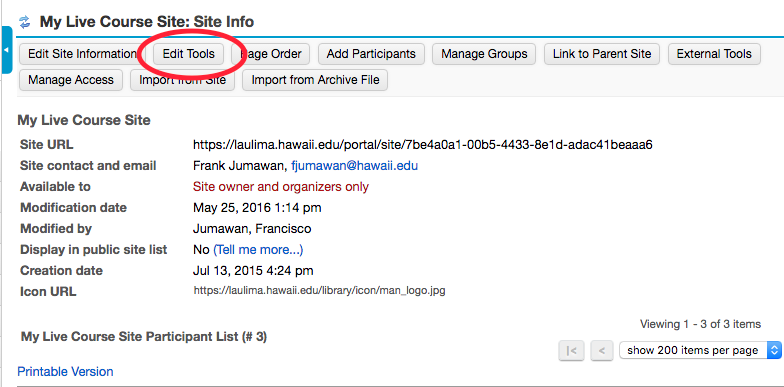 My Live Course Site: Site Info
Edit Site Information Edit Tools Page Order Add Participants Manage Groups Link to Parent Site External Tools
Manage Access Import from Site Import from Archive File
My Live Course Site
Site URL https://laulima.hawaii.edu/portal/site/7be4a0a1-00b5-4433-8e1d-adac41beaaa6
Site contact and email Frank Jumawan, fjumawan@hawaii.edu
Available to Site owner and organizers only
Modification date May 25, 2016 1:14 pm
Modified by Jumawan, Francisco
Display in public site list No (Tell me more...)
Creation date Jul 13, 2015 4:24 pm
Icon URL https://laulima.hawaii.edu/library/icon/man_logo.jpg
Viewing 1 - 3 of 3 items
My Live Course Site Participant List (# 3)
|< < show 200 items per page
Printable Version